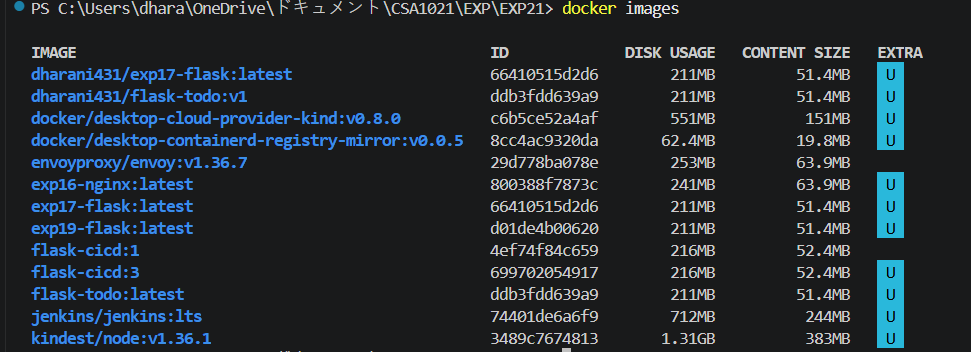 PS C:\Users\dhara\OneDrive\ドキュメント\CSA1021\EXP\EXP21> docker images
IMAGE ID DISK USAGE CONTENT SIZE EXTRA
dharani431/exp17-flask:latest 66410515d2d6 211MB 51.4MB U
dharani431/flask-todo:v1 ddb3fdd639a9 211MB 51.4MB U
docker/desktop-cloud-provider-kind:v0.8.0 c6b5ce52a4af 551MB 151MB U
docker/desktop-containerd-registry-mirror:v0.0.5 8cc4ac9320da 62.4MB 19.8MB U
envoyproxy/envoy:v1.36.7 29d778ba078e 253MB 63.9MB
exp16-nginx:latest 800388f7873c 241MB 63.9MB U
exp17-flask:latest 66410515d2d6 211MB 51.4MB U
exp19-flask:latest d01de4b00620 211MB 51.4MB U
flask-cicd:1 4ef74f84c659 216MB 52.4MB
flask-cicd:3 699702054917 216MB 52.4MB U
flask-todo:latest ddb3fdd639a9 211MB 51.4MB U
jenkins/jenkins:lts 74401de6a6f9 712MB 244MB U
kindest/node:v1.36.1 3489c7674813 1.31GB 383MB U